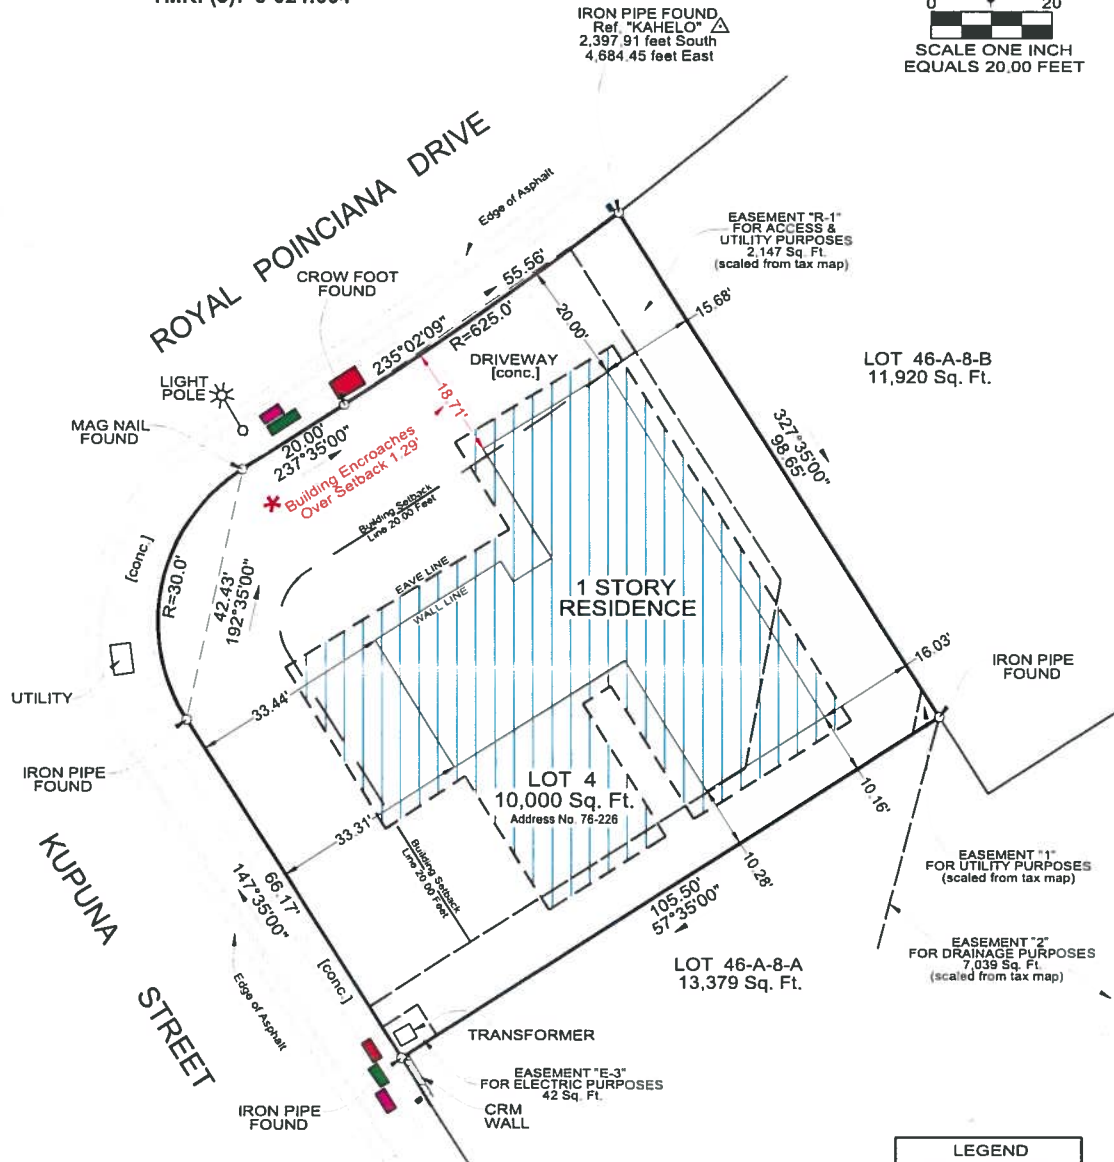 IRON PIPE FOUND
Ref. "KAHELO"
2,397.91 feet South
4,684.45 feet East
0 20
SCALE ONE INCH
EQUALS 20.00 FEET
ROYAL POINCIANA DRIVE
Edge of Asphalt
EASEMENT "R-1"
FOR ACCESS &
UTILITY PURPOSES
2,147 Sq. Ft.
(scaled from tax map)
CROW FOOT
FOUND
235°02'09" 55.56'
R=625.0'
20.00'
15.68'
DRIVEWAY
[conc.]
LOT 46-A-8-B
11,920 Sq. Ft.
LIGHT
POLE
18.71'
MAG NAIL
FOUND
20.00'
237°35'00"
327°35'00"
98.65'
* Building Encroaches
Over Setback 1.29'
Building Setback
Line 20.00 Feet
[conc.]
R=30.0'
42.43'
192°35'00"
EAVE LINE
WALL LINE
1 STORY
RESIDENCE
16.03'
IRON PIPE
FOUND
UTILITY
33.44'
IRON PIPE
FOUND
LOT 4
10,000 Sq. Ft.
Address No. 76-226
10.16'
33.31'
KUPUNA STREET
Building Setback
Line 20.00 Feet
10.28'
66.17'
147°35'00"
105.50'
57°35'00"
EASEMENT "1"
FOR UTILITY PURPOSES
(scaled from tax map)
EASEMENT "2"
FOR DRAINAGE PURPOSES
7,039 Sq. Ft.
(scaled from tax map)
LOT 46-A-8-A
13,379 Sq. Ft.
[conc.]
Edge of Asphalt
TRANSFORMER
EASEMENT "E-3"
FOR ELECTRIC PURPOSES
42 Sq. Ft.
IRON PIPE
FOUND
CRM
WALL
LEGEND